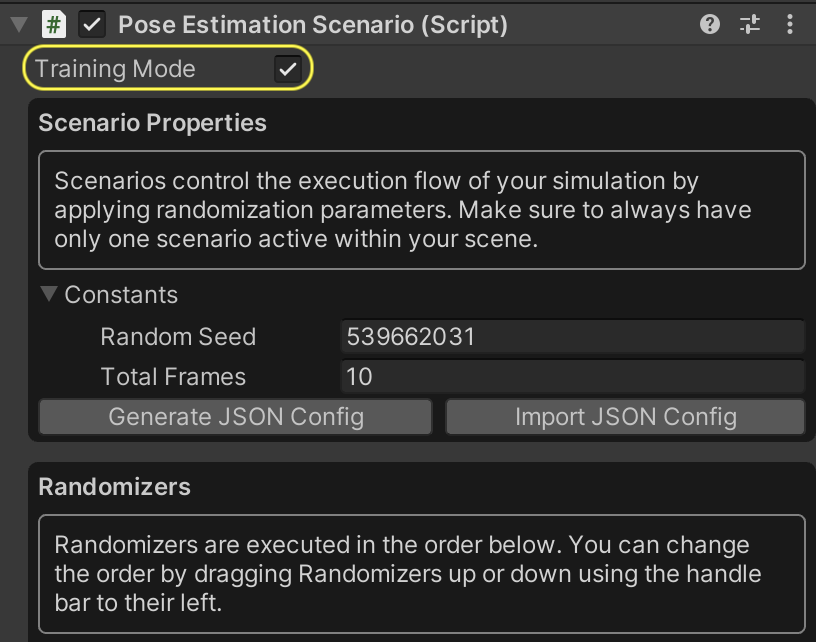 # Pose Estimation Scenario (Script)
Training Mode
Scenario Properties
Scenarios control the execution flow of your simulation by
applying randomization parameters. Make sure to always have
only one scenario active within your scene.
Constants
Random Seed 539662031
Total Frames 10
Generate JSON Config Import JSON Config
Randomizers
Randomizers are executed in the order below. You can change
the order by dragging Randomizers up or down using the handle
bar to their left.